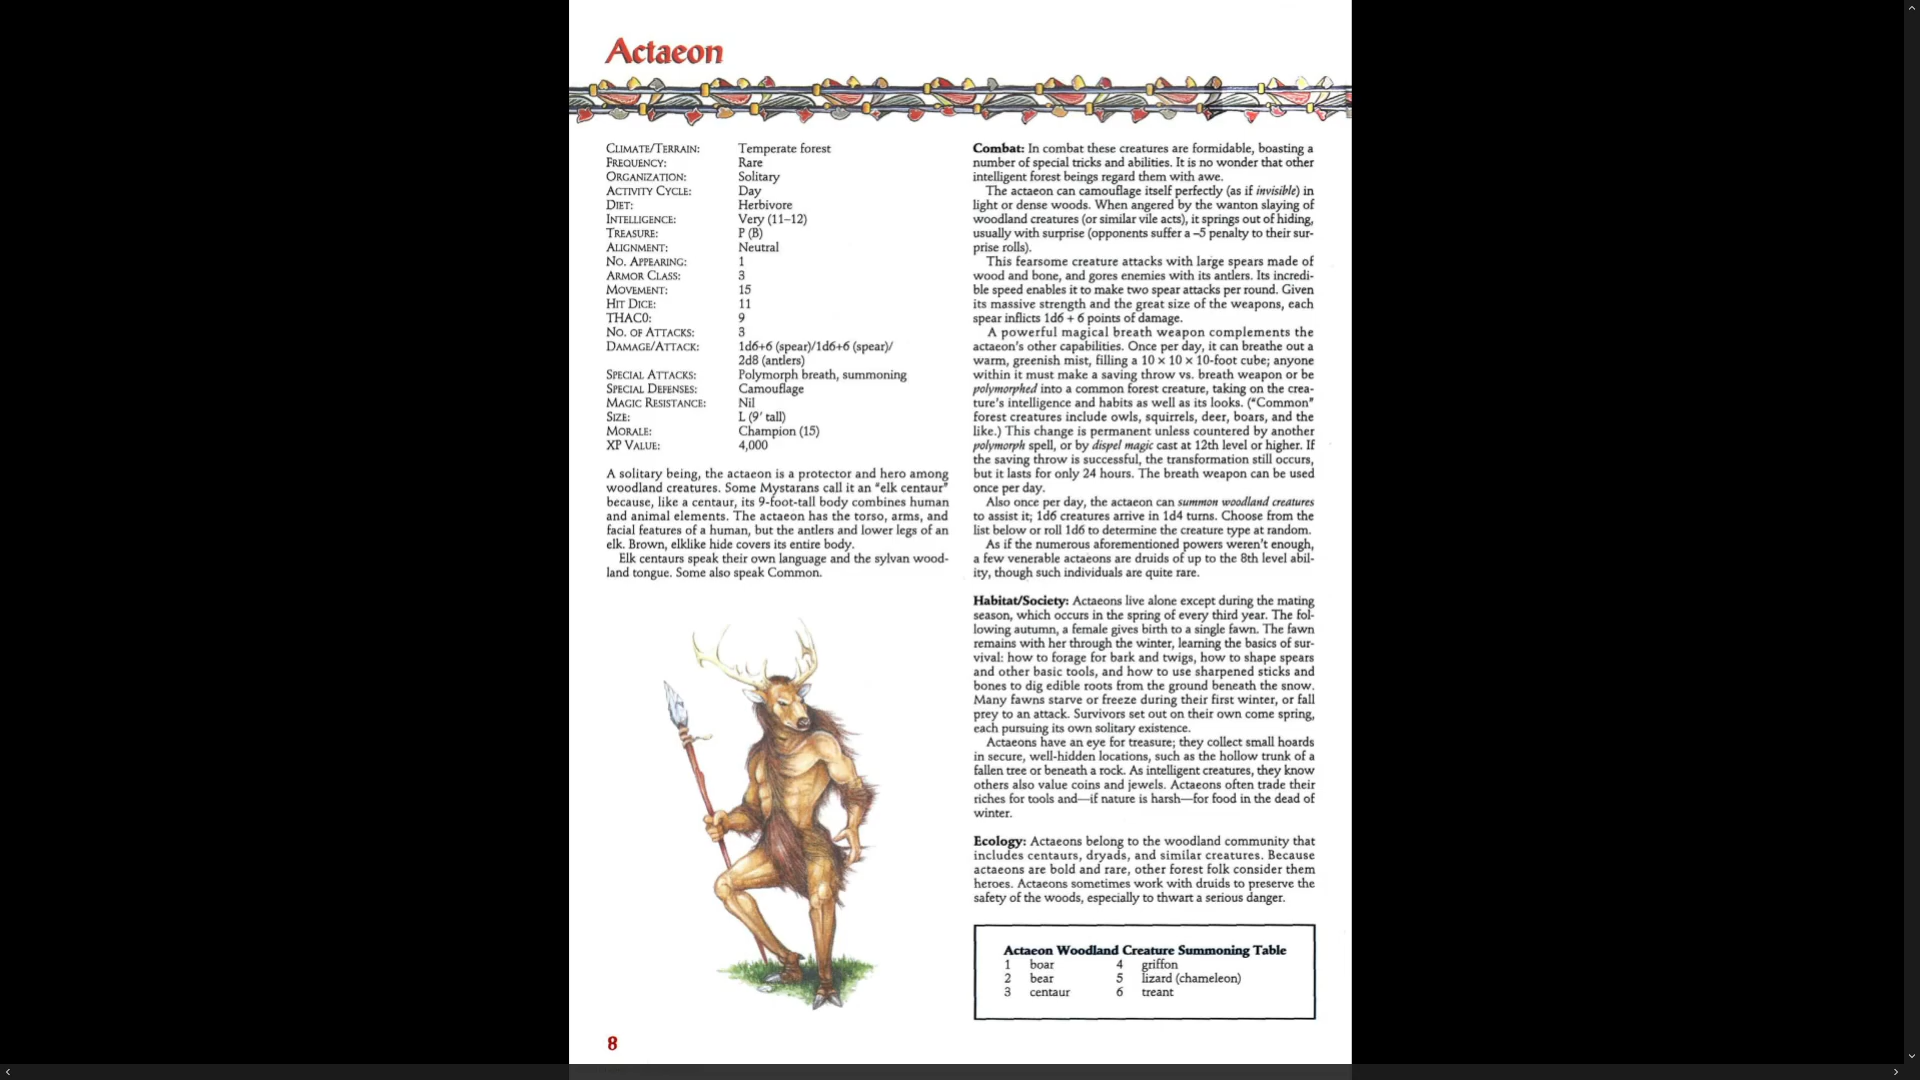 Actaeon
CLIMATE/TERRAIN: Temperate forest
FREQUENCY: Rare
ORGANIZATION: Solitary
ACTIVITY CYCLE: Day
DIET: Herbivore
INTELLIGENCE: Very (11–12)
TREASURE: P (B)
ALIGNMENT: Neutral
NO. APPEARING: 1
ARMOR CLASS: 3
MOVEMENT: 15
HIT DICE: 11
THAC0: 9
NO. OF ATTACKS: 3
DAMAGE/ATTACK: 1d6+6 (spear)/1d6+6 (spear)/
2d8 (antlers)
SPECIAL ATTACKS: Polymorph breath, summoning
SPECIAL DEFENSES: Camouflage
MAGIC RESISTANCE: Nil
SIZE: L (9' tall)
MORALE: Champion (15)
XP VALUE: 4,000
A solitary being, the actaeon is a protector and hero among
woodland creatures. Some Mystarans call it an "elk centaur"
because, like a centaur, its 9-foot-tall body combines human
and animal elements. The actaeon has the torso, arms, and
facial features of a human, but the antlers and lower legs of an
elk. Brown, elklike hide covers its entire body.
Elk centaurs speak their own language and the sylvan wood-
land tongue. Some also speak Common.
Combat: In combat these creatures are formidable, boasting a
number of special tricks and abilities. It is no wonder that other
intelligent forest beings regard them with awe.
The actaeon can camouflage itself perfectly (as if invisible) in
light or dense woods. When angered by the wanton slaying of
woodland creatures (or similar vile acts), it springs out of hiding,
usually with surprise (opponents suffer a –5 penalty to their sur-
prise rolls).
This fearsome creature attacks with large spears made of
wood and bone, and gores enemies with its antlers. Its incredi-
ble speed enables it to make two spear attacks per round. Given
its massive strength and the great size of the weapons, each
spear inflicts 1d6 + 6 points of damage.
A powerful magical breath weapon complements the
actaeon's other capabilities. Once per day, it can breathe out a
warm, greenish mist, filling a 10 × 10 × 10-foot cube; anyone
within it must make a saving throw vs. breath weapon or be
polymorphed into a common forest creature, taking on the crea-
ture's intelligence and habits as well as its looks. ("Common"
forest creatures include owls, squirrels, deer, boars, and the
like.) This change is permanent unless countered by another
polymorph spell, or by dispel magic cast at 12th level or higher. If
the saving throw is successful, the transformation still occurs,
but it lasts for only 24 hours. The breath weapon can be used
once per day.
Also once per day, the actaeon can summon woodland creatures
to assist it; 1d6 creatures arrive in 1d4 turns. Choose from the
list below or roll 1d6 to determine the creature type at random.
As if the numerous aforementioned powers weren't enough,
a few venerable actaeons are druids of up to the 8th level abil-
ity, though such individuals are quite rare.
Habitat/Society: Actaeons live alone except during the mating
season, which occurs in the spring of every third year. The fol-
lowing autumn, a female gives birth to a single fawn. The fawn
remains with her through the winter, learning the basics of sur-
vival: how to forage for bark and twigs, how to shape spears
and other basic tools, and how to use sharpened sticks and
bones to dig edible roots from the ground beneath the snow.
Many fawns starve or freeze during their first winter, or fall
prey to an attack. Survivors set out on their own come spring,
each pursuing its own solitary existence.
Actaeons have an eye for treasure; they collect small hoards
in secure, well-hidden locations, such as the hollow trunk of a
fallen tree or beneath a rock. As intelligent creatures, they know
others also value coins and jewels. Actaeons often trade their
riches for tools and—if nature is harsh—for food in the dead of
winter.
Ecology: Actaeons belong to the woodland community that
includes centaurs, dryads, and similar creatures. Because
actaeons are bold and rare, other forest folk consider them
heroes. Actaeons sometimes work with druids to preserve the
safety of the woods, especially to thwart a serious danger.
Actaeon Woodland Creature Summoning Table
1 boar 4 griffon
2 bear 5 lizard (chameleon)
3 centaur 6 treant
8